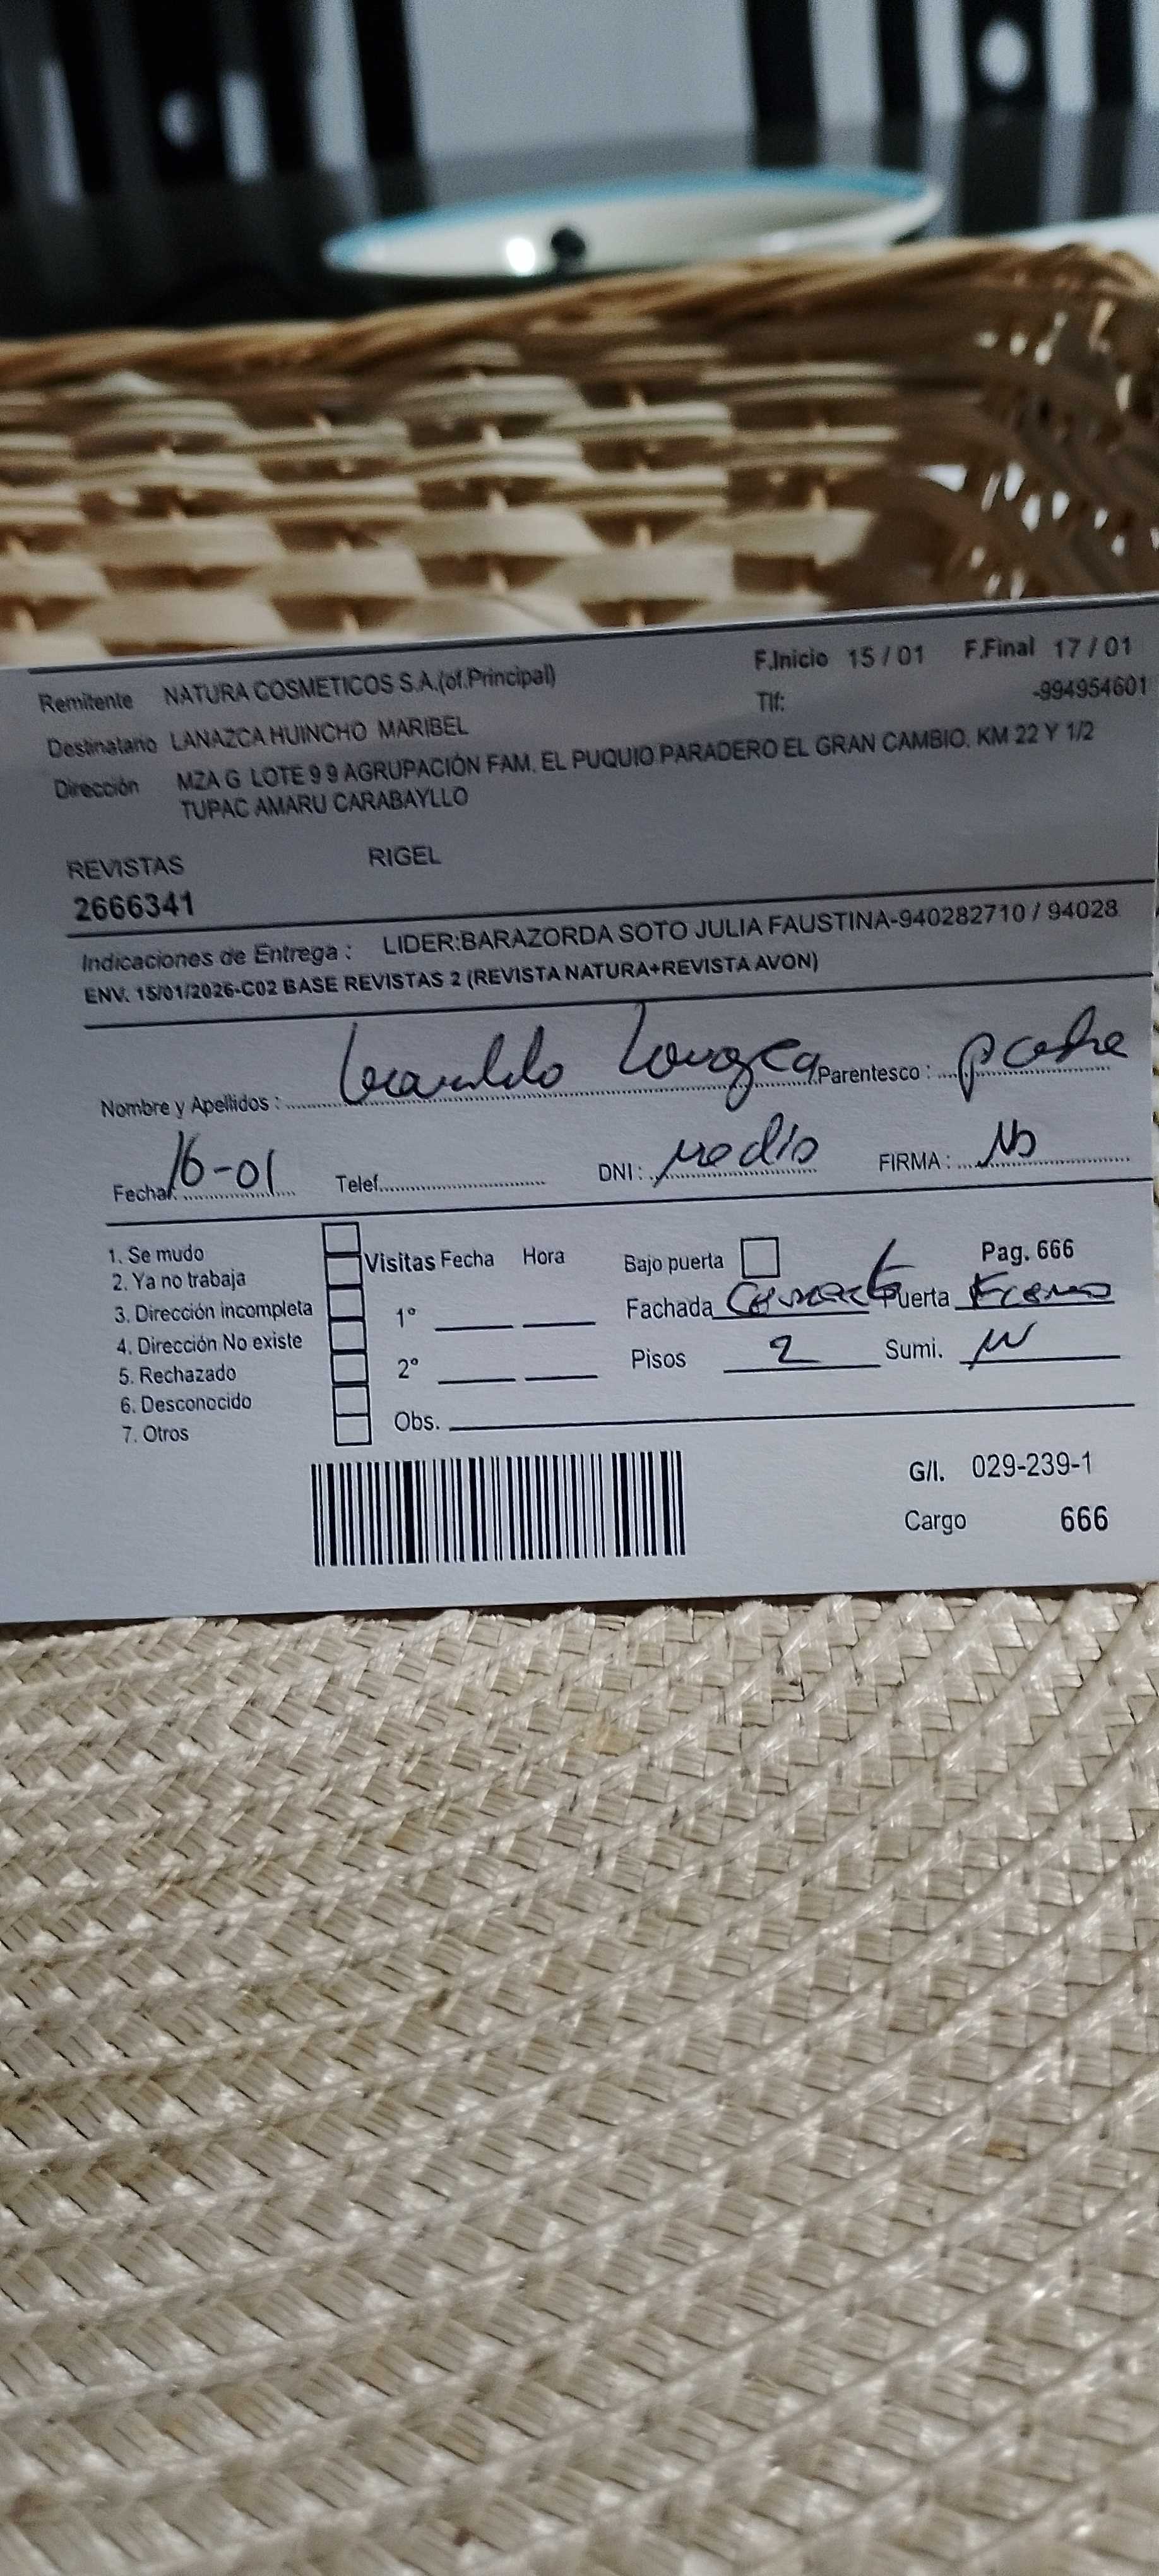 Remitente NATURA COSMETICOS S.A.(of.Principal) F.Inicio 15 / 01 F.Final 17 / 01
Destinatario LANAZCA HUINCHO MARIBEL Tlf: -994954601
Dirección MZA G LOTE 9 9 AGRUPACIÓN FAM. EL PUQUIO PARADERO EL GRAN CAMBIO. KM 22 Y 1/2
TUPAC AMARU CARABAYLLO
REVISTAS RIGEL
2666341
Indicaciones de Entrega : LIDER:BARAZORDA SOTO JULIA FAUSTINA-940282710 / 94028
ENV. 15/01/2026-C02 BASE REVISTAS 2 (REVISTA NATURA+REVISTA AVON)
Nombre y Apellidos : Parentesco : padre
Fecha: 16-01 Telef. DNI : FIRMA :
1. Se mudo
2. Ya no trabaja Visitas Fecha Hora Bajo puerta Pag. 666
3. Dirección incompleta 1° Fachada Puerta
4. Dirección No existe
5. Rechazado 2° Pisos 2 Sumi.
6. Desconocido
7. Otros Obs.
G/l. 029-239-1
Cargo 666